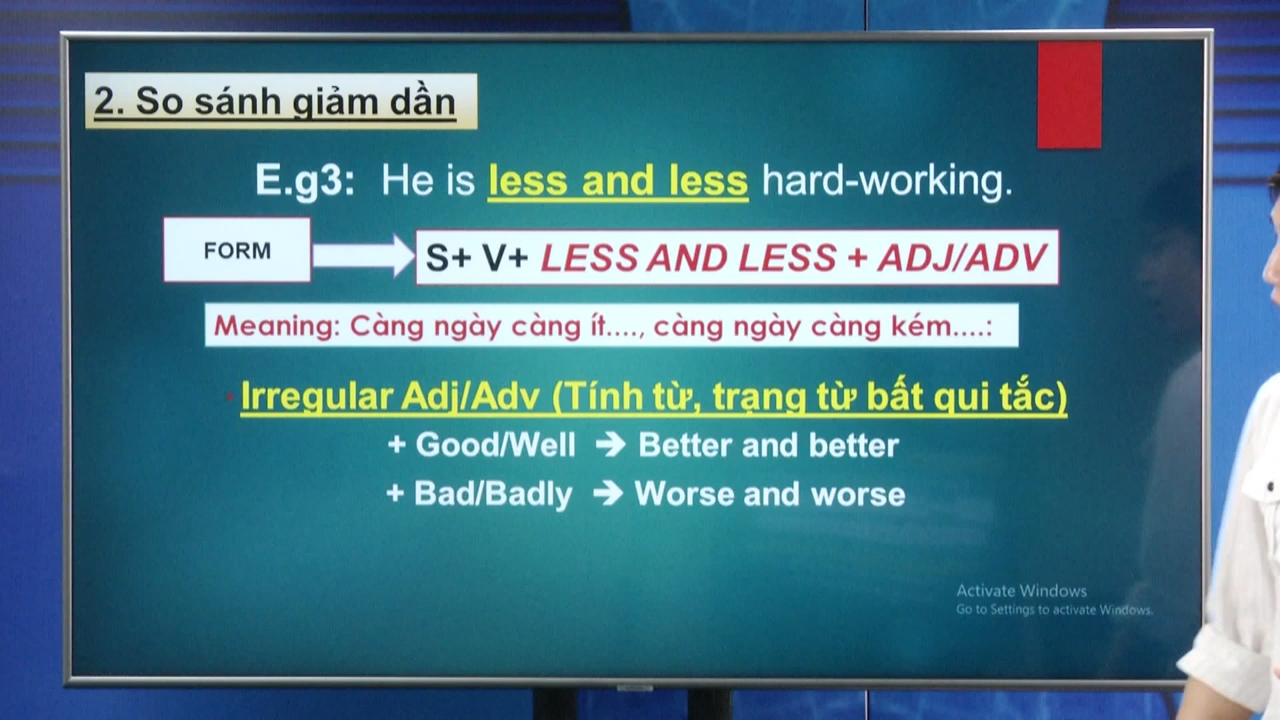 2. So sánh giảm dần
E.g3: He is less and less hard-working.
FORM
S+ V+ LESS AND LESS + ADJ/ADV
Meaning: Càng ngày càng ít...., càng ngày càng kém....:
Irregular Adj/Adv (Tính từ, trạng từ bất qui tắc)
+ Good/Well ➔ Better and better
+ Bad/Badly ➔ Worse and worse
Activate Windows
Go to Settings to activate Windows.